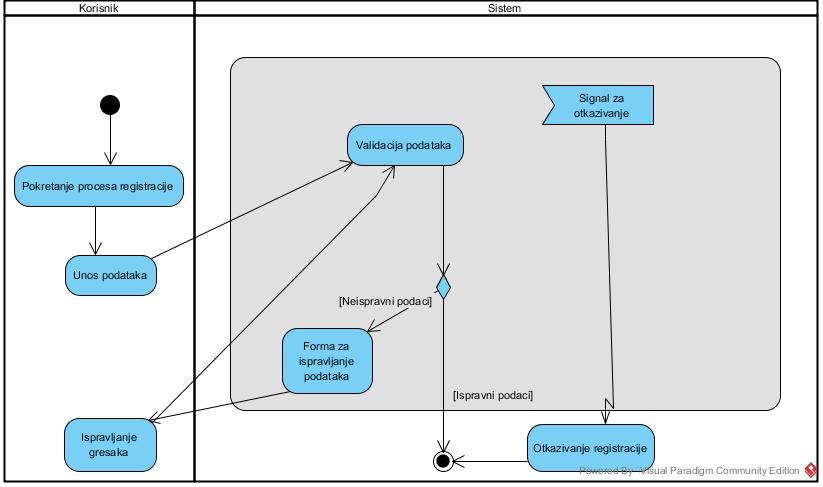 Korisnik
Sistem
Signal za
otkazivanje
Validacija podataka
Pokretanje procesa registracije
Unos podataka
[Neispravni podaci]
Forma za
ispravljanje
podataka
[Ispravni podaci]
Ispravljanje
gresaka
Otkazivanje registracije
Powered By Visual Paradigm Community Edition